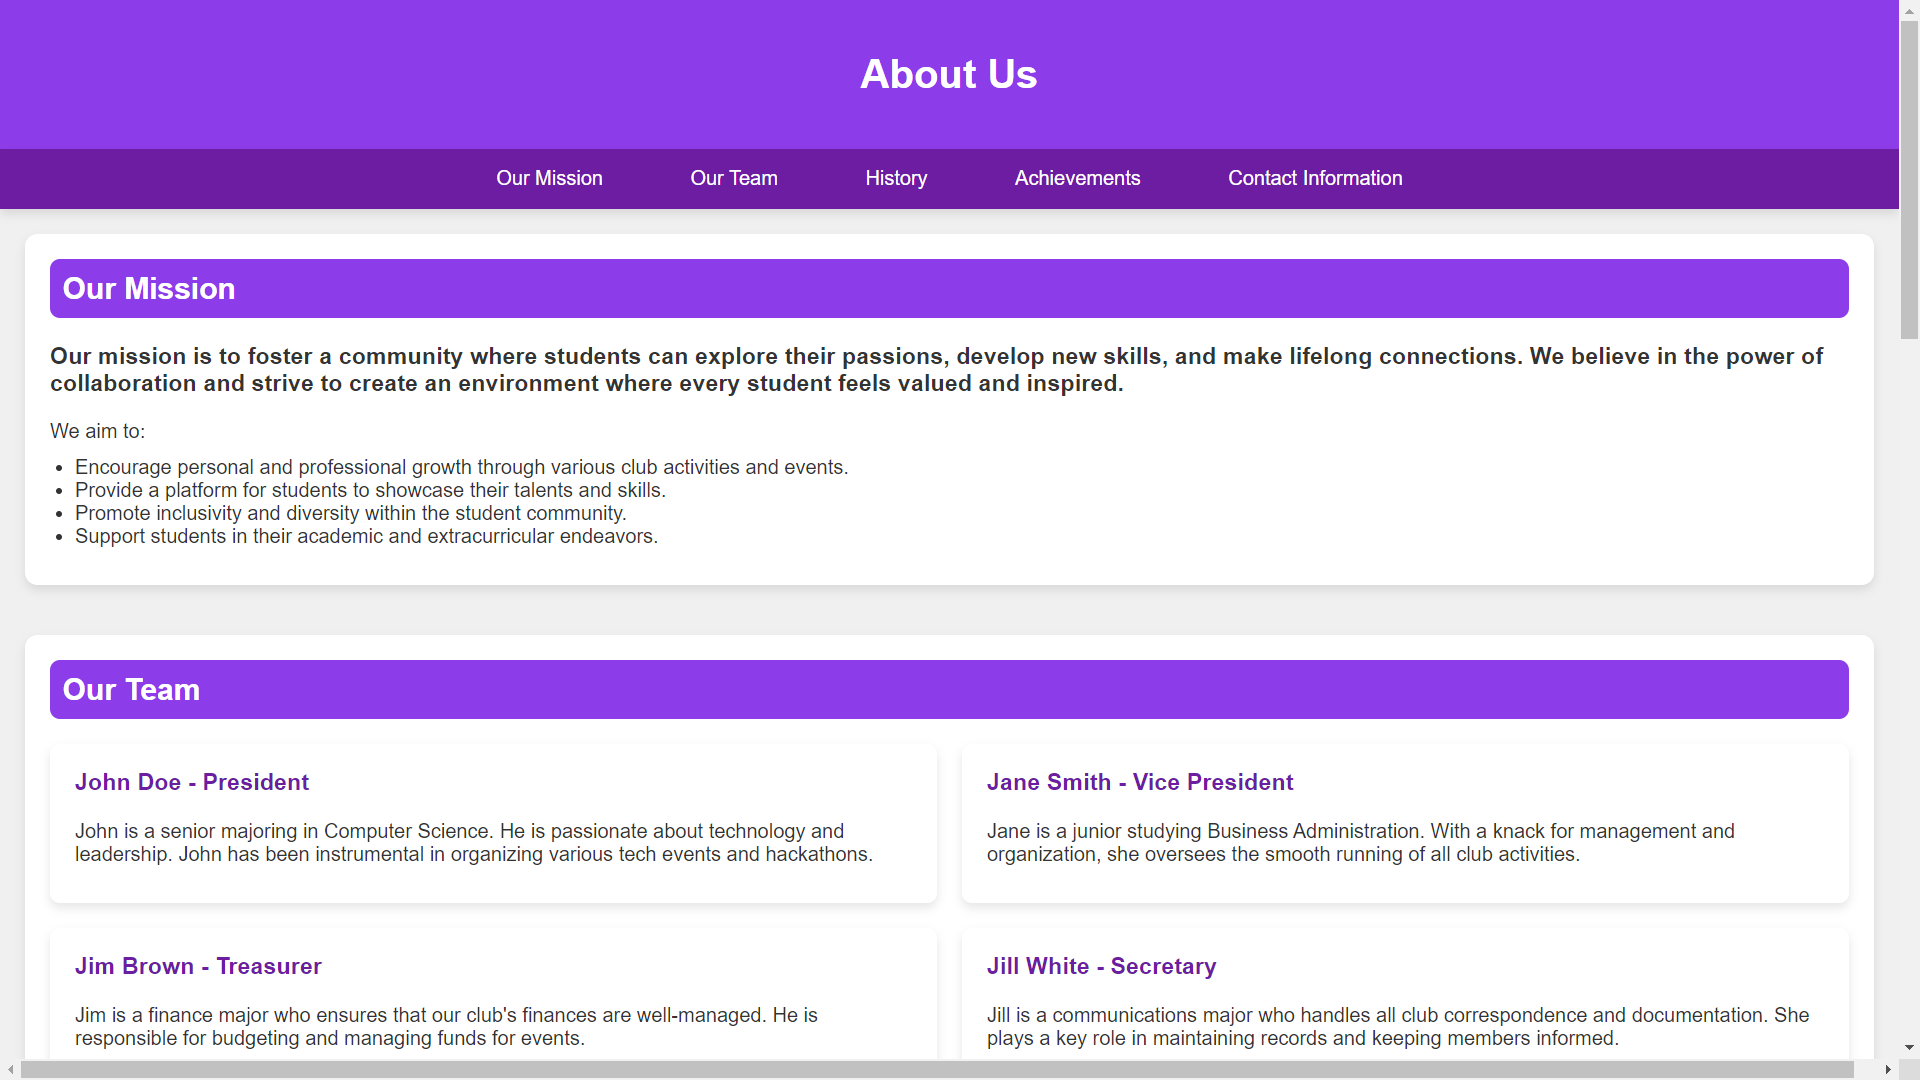 About Us
Our Mission
Our Team
History
Achievements
Contact Information
Our Mission
Our mission is to foster a community where students can explore their passions, develop new skills, and make lifelong connections. We believe in the power of
collaboration and strive to create an environment where every student feels valued and inspired.
We aim to:
• Encourage personal and professional growth through various club activities and events.
• Provide a platform for students to showcase their talents and skills.
• Promote inclusivity and diversity within the student community.
• Support students in their academic and extracurricular endeavors.
Our Team
John Doe - President
John is a senior majoring in Computer Science. He is passionate about technology and
leadership. John has been instrumental in organizing various tech events and hackathons.
Jane Smith - Vice President
Jane is a junior studying Business Administration. With a knack for management and
organization, she oversees the smooth running of all club activities.
Jim Brown - Treasurer
Jim is a finance major who ensures that our club's finances are well-managed. He is
responsible for budgeting and managing funds for events.
Jill White - Secretary
Jill is a communications major who handles all club correspondence and documentation. She
plays a key role in maintaining records and keeping members informed.